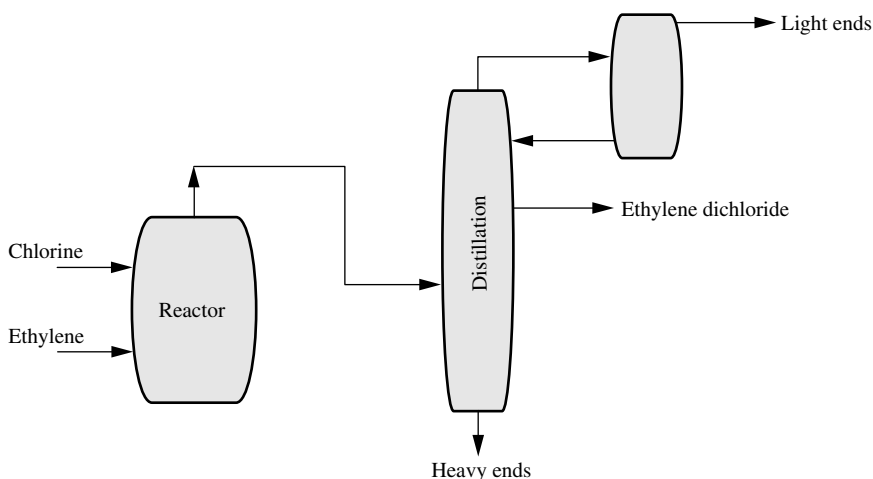 Light ends
Ethylene dichloride
Distillation
Chlorine
Reactor
Ethylene
Heavy ends